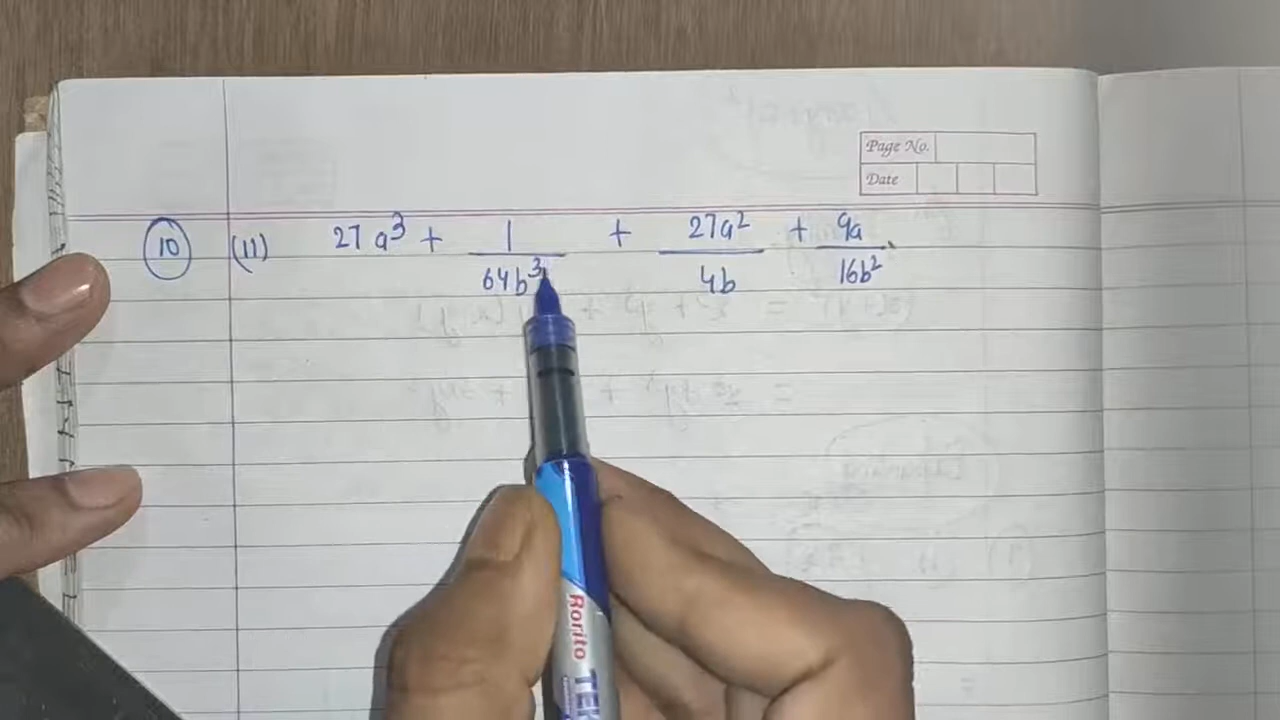 Page No.
Date
10 (11) 27a³ + 1/64b³ + 27a²/4b + 9a/16b²
Rorito